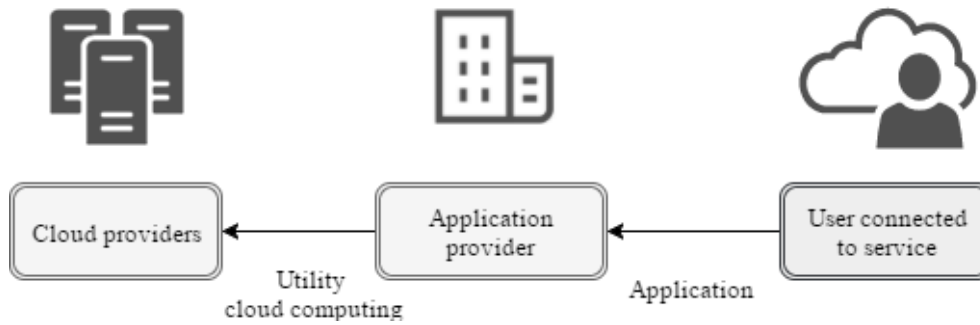 Cloud providers
Application
provider
User connected
to service
Utility
cloud computing
Application